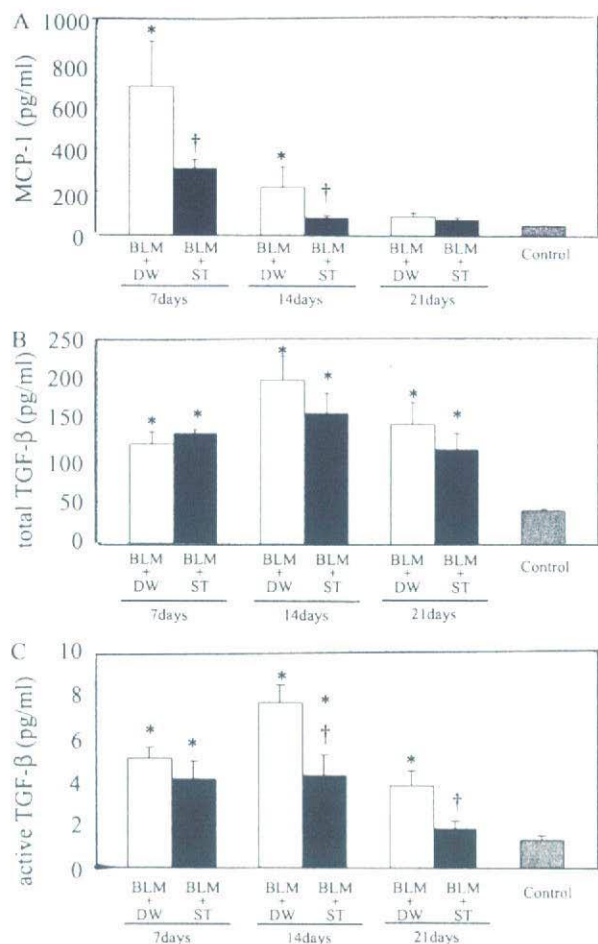 A
1000
800
600
400
200
0
MCP-1 (pg/ml)
* † * †
BLM + DW BLM + ST BLM + DW BLM + ST BLM + DW BLM + ST Control
7days 14days 21days
B
250
200
150
100
50
0
total TGF-β (pg/ml)
* * * * * *
BLM + DW BLM + ST BLM + DW BLM + ST BLM + DW BLM + ST Control
7days 14days 21days
C
10
8
6
4
2
0
active TGF-β (pg/ml)
* * * * † * †
BLM + DW BLM + ST BLM + DW BLM + ST BLM + DW BLM + ST Control
7days 14days 21days